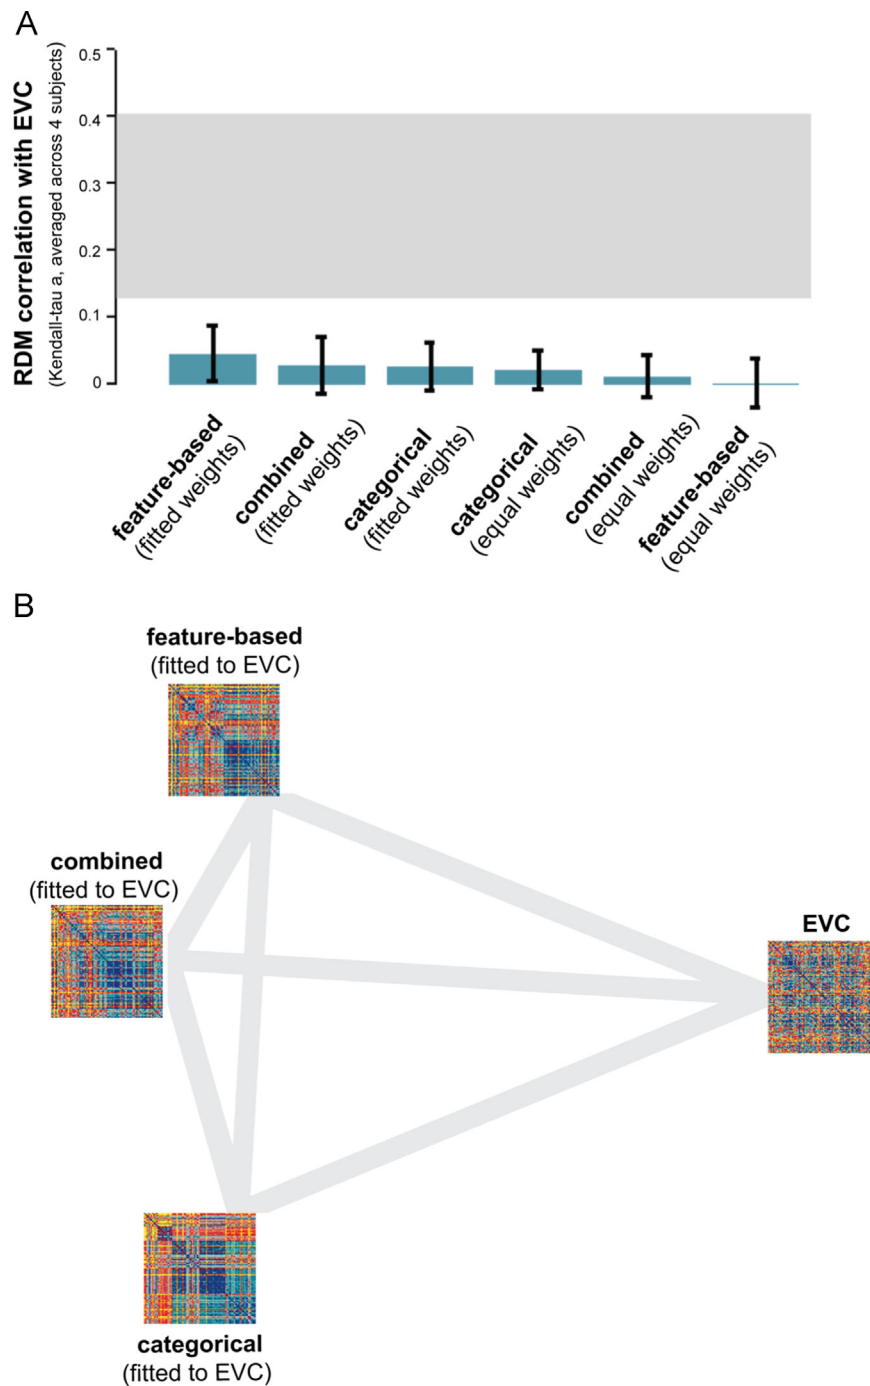 A
RDM correlation with EVC
(Kendall-tau a, averaged across 4 subjects)
0.5
0.4
0.3
0.2
0.1
0
feature-based
(fitted weights)
combined
(fitted weights)
categorical
(fitted weights)
categorical
(equal weights)
combined
(equal weights)
feature-based
(equal weights)
B
feature-based
(fitted to EVC)
combined
(fitted to EVC)
EVC
categorical
(fitted to EVC)